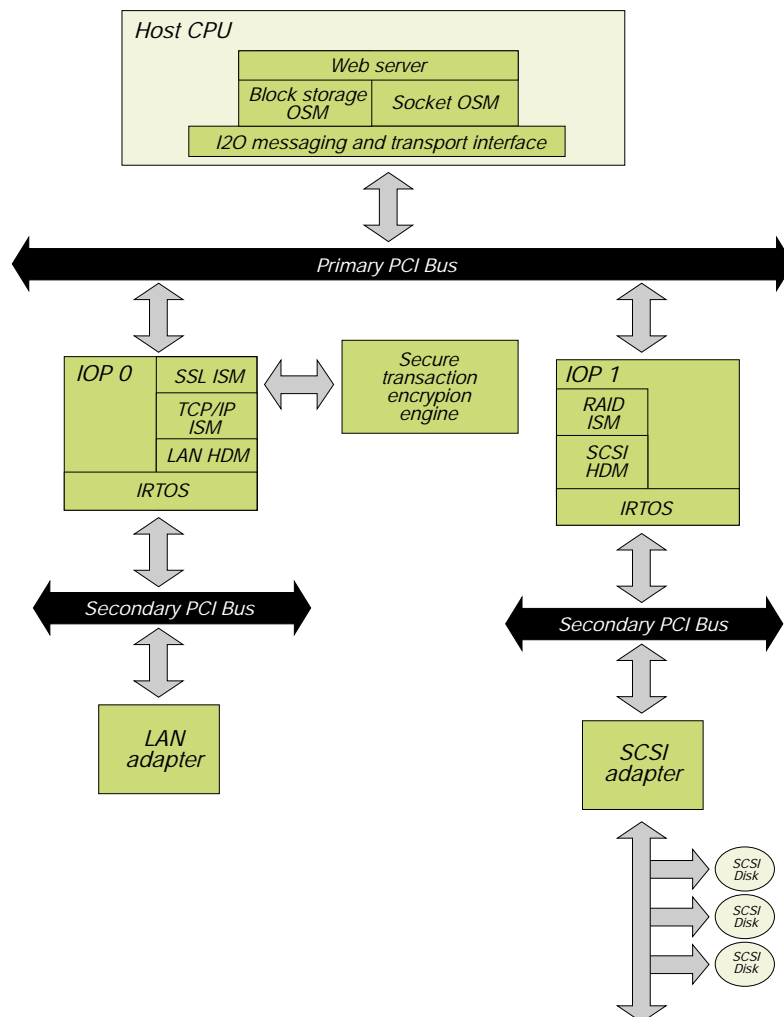 Host CPU
Web server
Block storage
OSM
Socket OSM
I2O messaging and transport interface
Primary PCI Bus
IOP 0
SSL ISM
TCP/IP
ISM
LAN HDM
IRTOS
Secure
transaction
encrypion
engine
IOP 1
RAID
ISM
SCSI
HDM
IRTOS
Secondary PCI Bus
Secondary PCI Bus
LAN
adapter
SCSI
adapter
SCSI
Disk
SCSI
Disk
SCSI
Disk